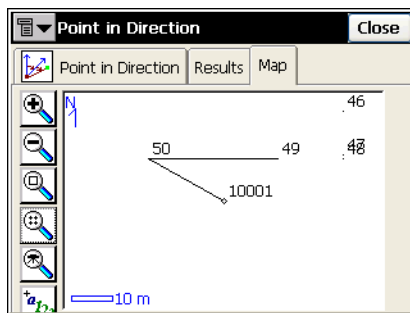 Point in Direction Close
Point in Direction Results Map
N
46
50 49 47 48
10001
10 m